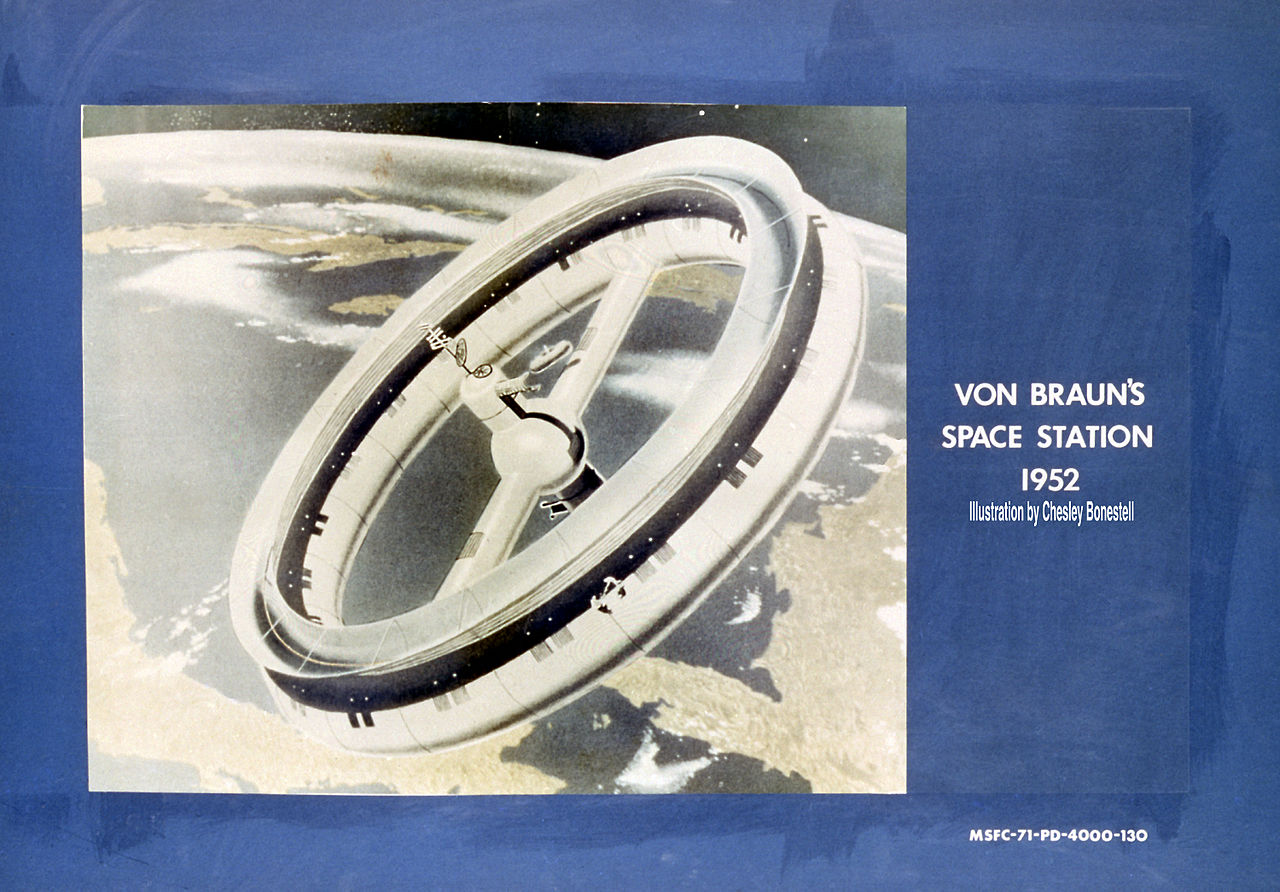 VON BRAUN'S
SPACE STATION
1952
Illustration by Chesley Bonestell
MSFC-71-PD-4000-130